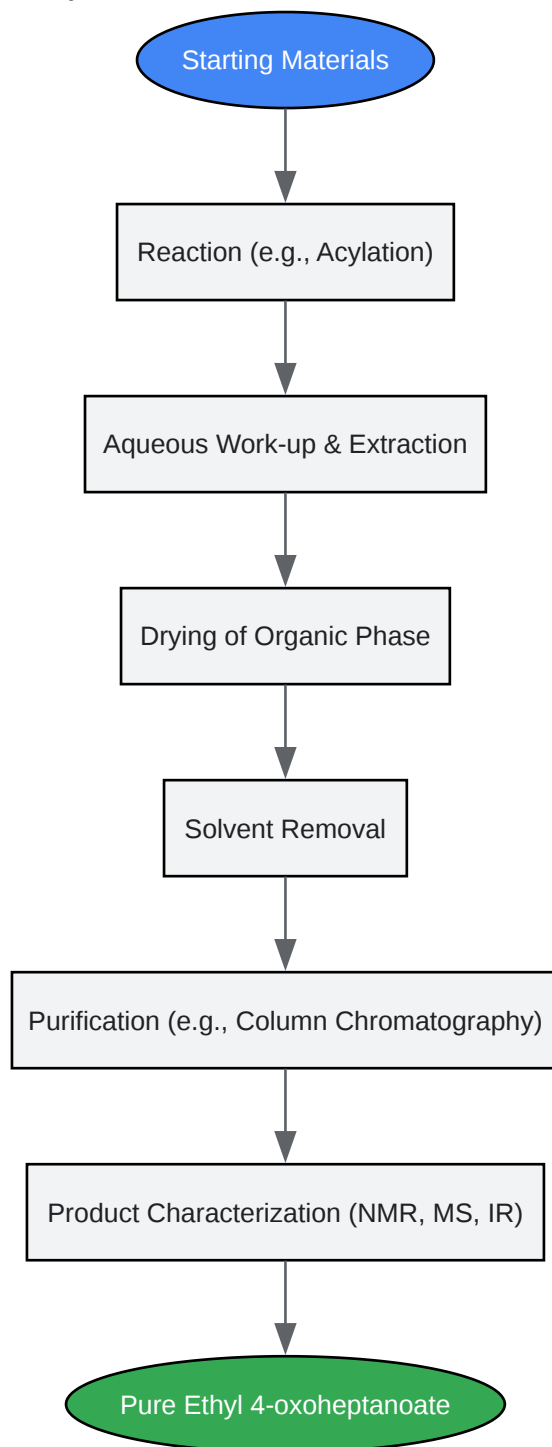 Starting Materials
Reaction (e.g., Acylation)
Aqueous Work-up & Extraction
Drying of Organic Phase
Solvent Removal
Purification (e.g., Column Chromatography)
Product Characterization (NMR, MS, IR)
Pure Ethyl 4-oxoheptanoate